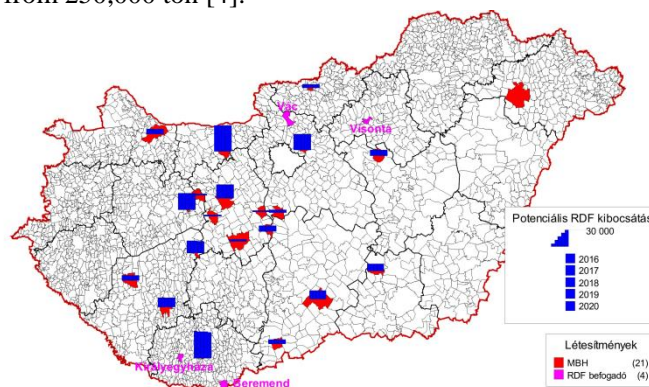 from 250,000 ton [4].
Vác
Visonta
Potenciális RDF kibocsátás
30 000
2016
2017
2018
2019
2020
Létesítmények
MBH (21)
RDF befogadó (4)
Királyegyháza
Beremend